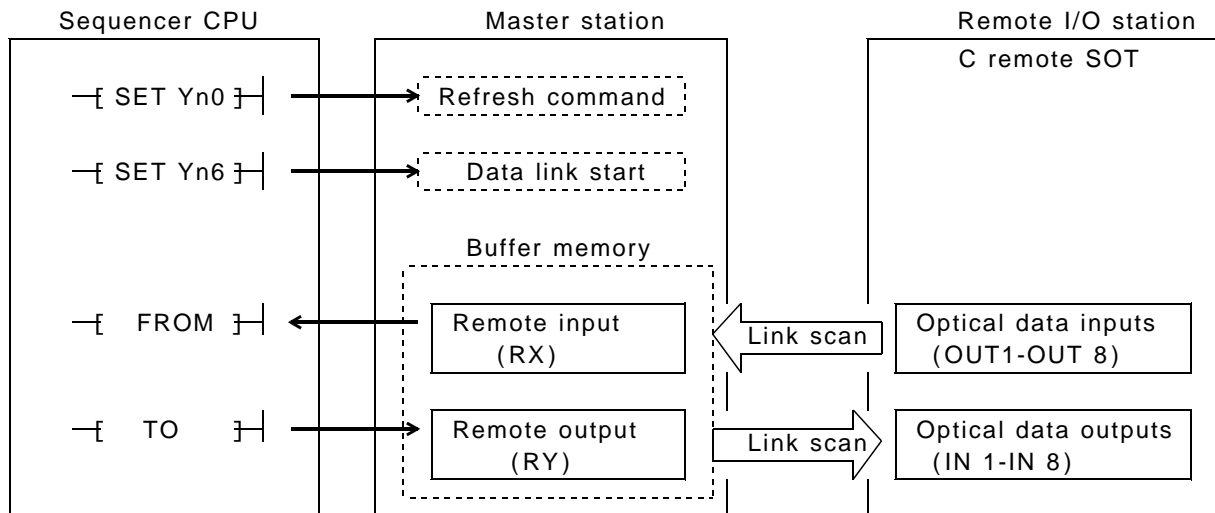 Sequencer CPU
Master station
Remote I/O station
C remote SOT
SET Yn0
Refresh command
SET Yn6
Data link start
Buffer memory
FROM
Remote input
(RX)
Link scan
Optical data inputs
(OUT1-OUT 8)
TO
Remote output
(RY)
Link scan
Optical data outputs
(IN 1-IN 8)